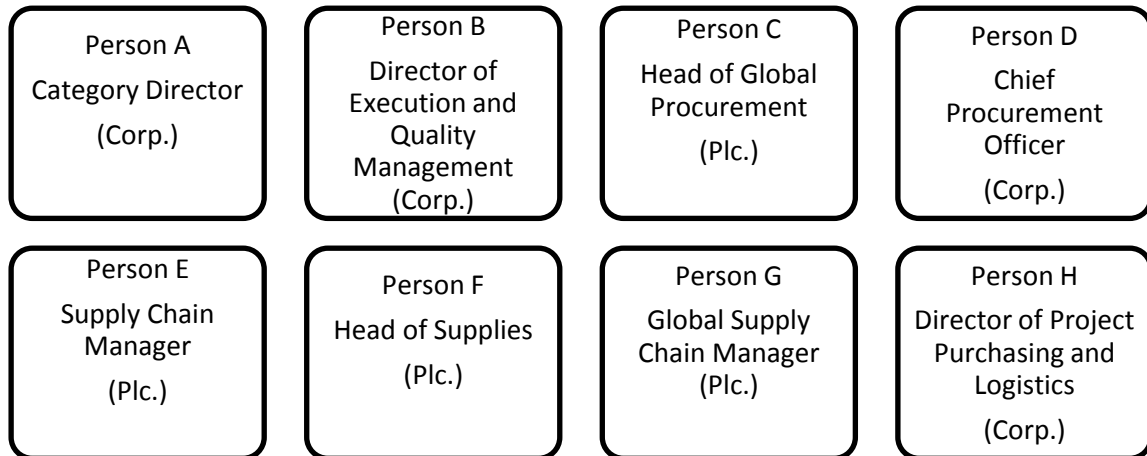 Person A
Category Director
(Corp.)
Person B
Director of
Execution and
Quality
Management
(Corp.)
Person C
Head of Global
Procurement
(Plc.)
Person D
Chief
Procurement
Officer
(Corp.)
Person E
Supply Chain
Manager
(Plc.)
Person F
Head of Supplies
(Plc.)
Person G
Global Supply
Chain Manager
(Plc.)
Person H
Director of Project
Purchasing and
Logistics
(Corp.)